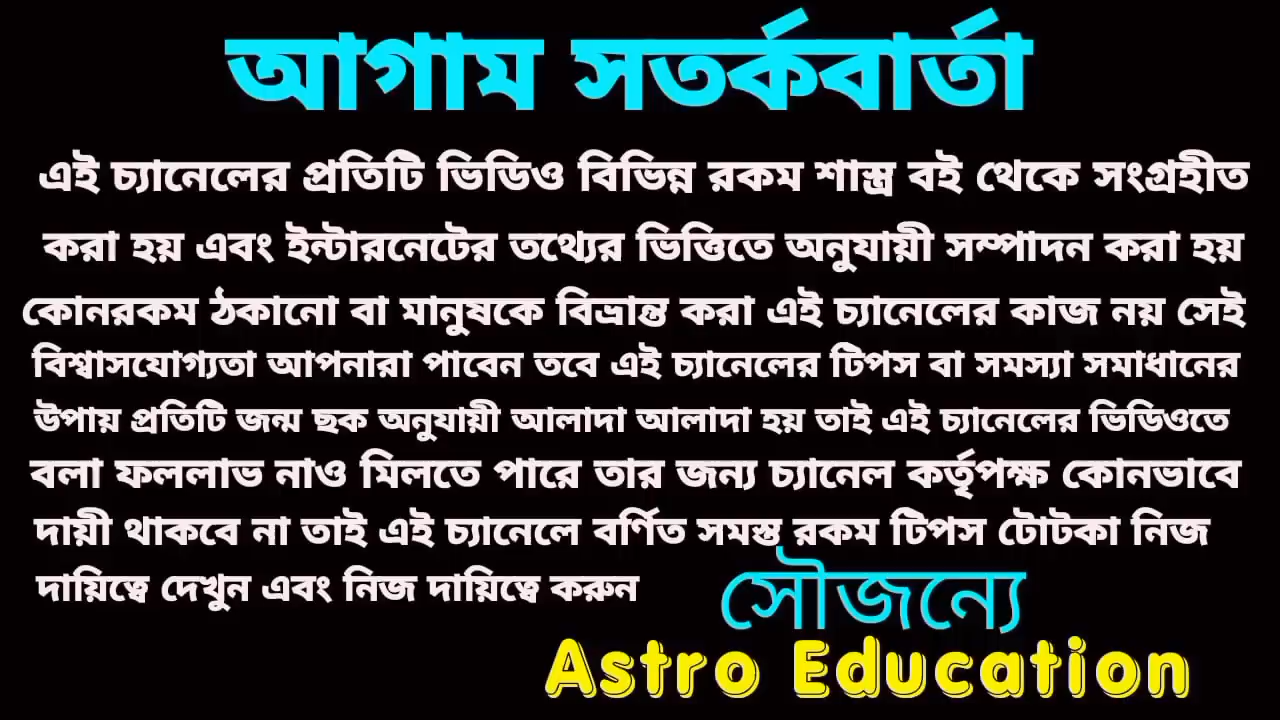 আগাম সতর্কবার্তা
এই চ্যানেলের প্রতিটি ভিডিও বিভিন্ন রকম শাস্ত্র বই থেকে সংগ্রহীত
করা হয় এবং ইন্টারনেটের তথ্যের ভিত্তিতে অনুযায়ী সম্পাদন করা হয়
কোনরকম ঠকানো বা মানুষকে বিভ্রান্ত করা এই চ্যানেলের কাজ নয় সেই
বিশ্বাসযোগ্যতা আপনারা পাবেন তবে এই চ্যানেলের টিপস বা সমস্যা সমাধানের
উপায় প্রতিটি জন্ম ছক অনুযায়ী আলাদা আলাদা হয় তাই এই চ্যানেলের ভিডিওতে
বলা ফললাভ নাও মিলতে পারে তার জন্য চ্যানেল কর্তৃপক্ষ কোনভাবে
দায়ী থাকবে না তাই এই চ্যানেলে বর্ণিত সমস্ত রকম টিপস টোটকা নিজ
দায়িত্বে দেখুন এবং নিজ দায়িত্বে করুন
সৌজন্যে
Astro Education